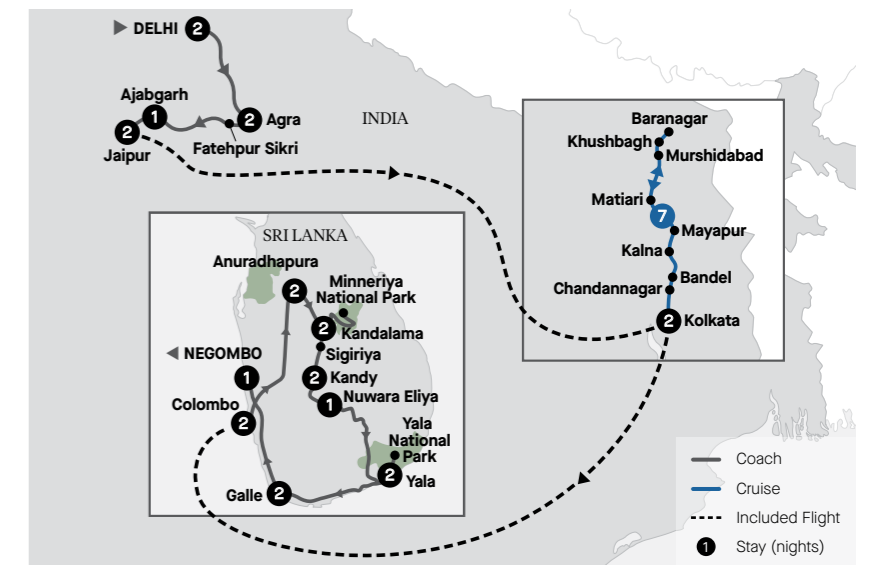 DELHI 2
Ajabgarh
1
2 Agra
INDIA
2
Jaipur
Fatehpur Sikri
Baranagar
Khushbagh
Murshidabad
Matiari
7
Mayapur
Kalna
Bandel
Chandannagar
2 Kolkata
SRI LANKA
Anuradhapura
2
Minneriya
National Park
2 Kandalama
Sigiriya
NEGOMBO
1
2 Kandy
1 Nuwara Eliya
Colombo
2
Yala
National
Park
2 Yala
Galle 2
Coach
Cruise
Included Flight
1 Stay (nights)